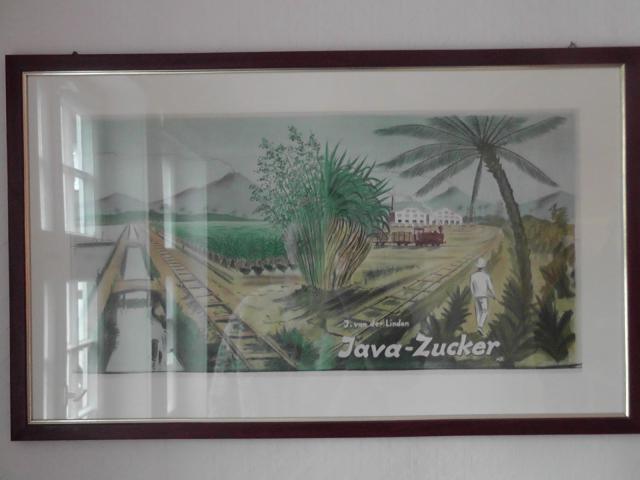 J. van der Linden
Java-Zucker